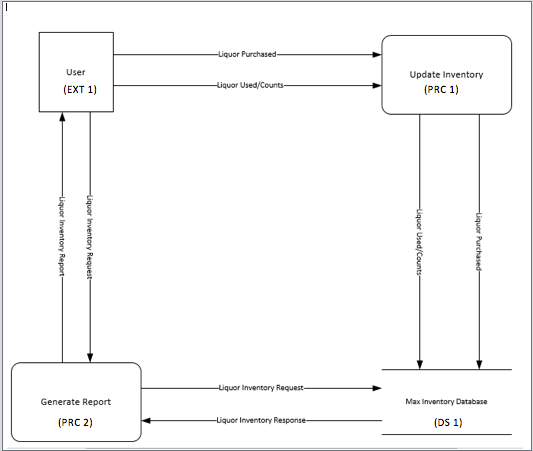 Liquor Purchased
User
(EXT 1)
Update Inventory
(PRC 1)
Liquor Used/Counts
Liquor Inventory Report
Liquor Inventory Request
Liquor Used/Counts
Liquor Purchased
Generate Report
(PRC 2)
Liquor Inventory Request
Max Inventory Database
(DS 1)
Liquor Inventory Response